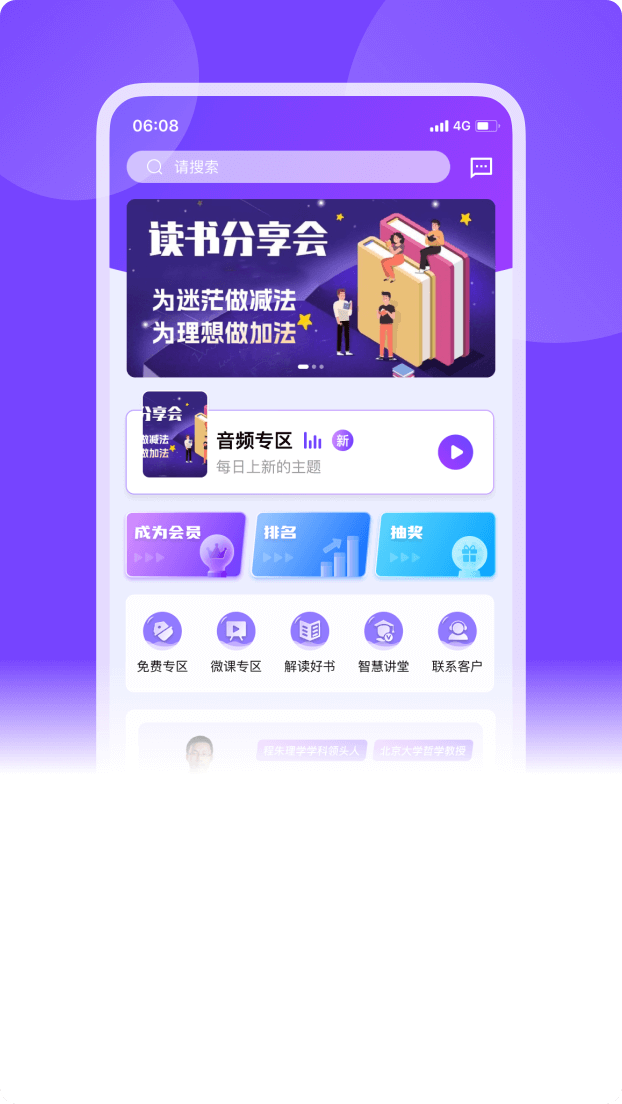 06:08
4G
请搜索
读书分享会
为迷茫做减法
为理想做加法
分享会
做减法
做加法
音频专区
新
每日上新的主题
成为会员
排名
抽奖
免费专区
微课专区
解读好书
智慧讲堂
联系客户
程朱理学学科领头人
北京大学哲学教授